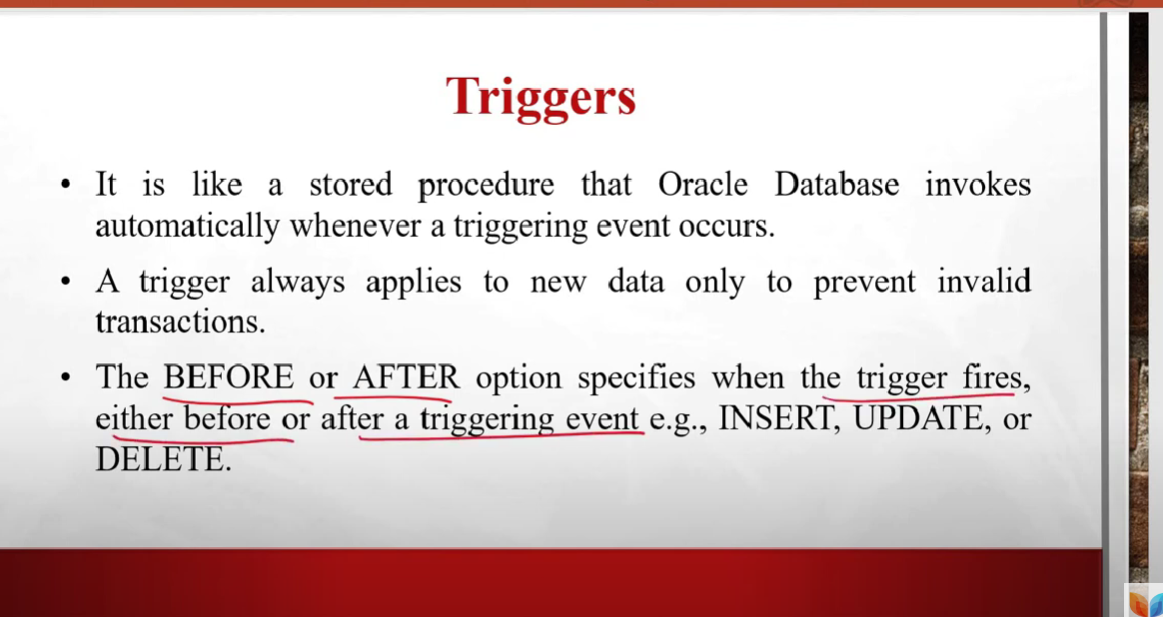 Triggers
• It is like a stored procedure that Oracle Database invokes
automatically whenever a triggering event occurs.
• A trigger always applies to new data only to prevent invalid
transactions.
• The BEFORE or AFTER option specifies when the trigger fires,
either before or after a triggering event e.g., INSERT, UPDATE, or
DELETE.